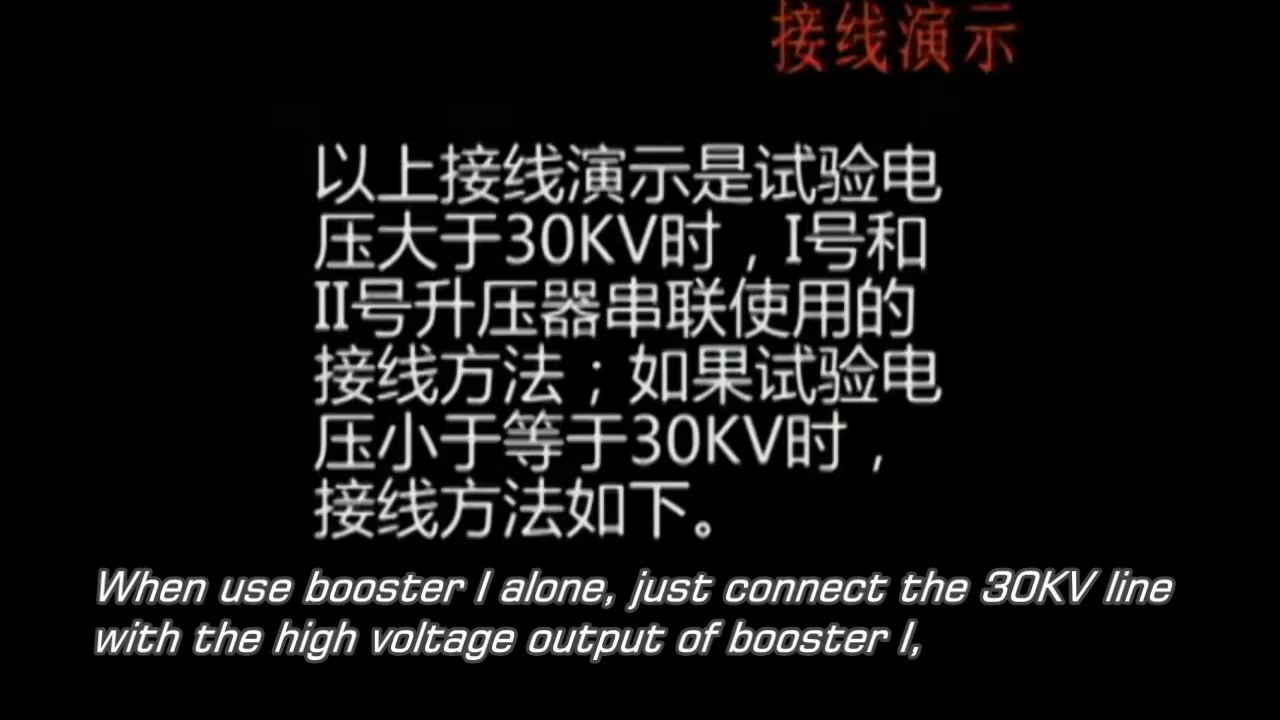 接线演示
以上接线演示是试验电
压大于30KV时，I号和
II号升压器串联使用的
接线方法；如果试验电
压小于等于30KV时，
接线方法如下。
When use booster I alone, just connect the 30KV line
with the high voltage output of booster I,